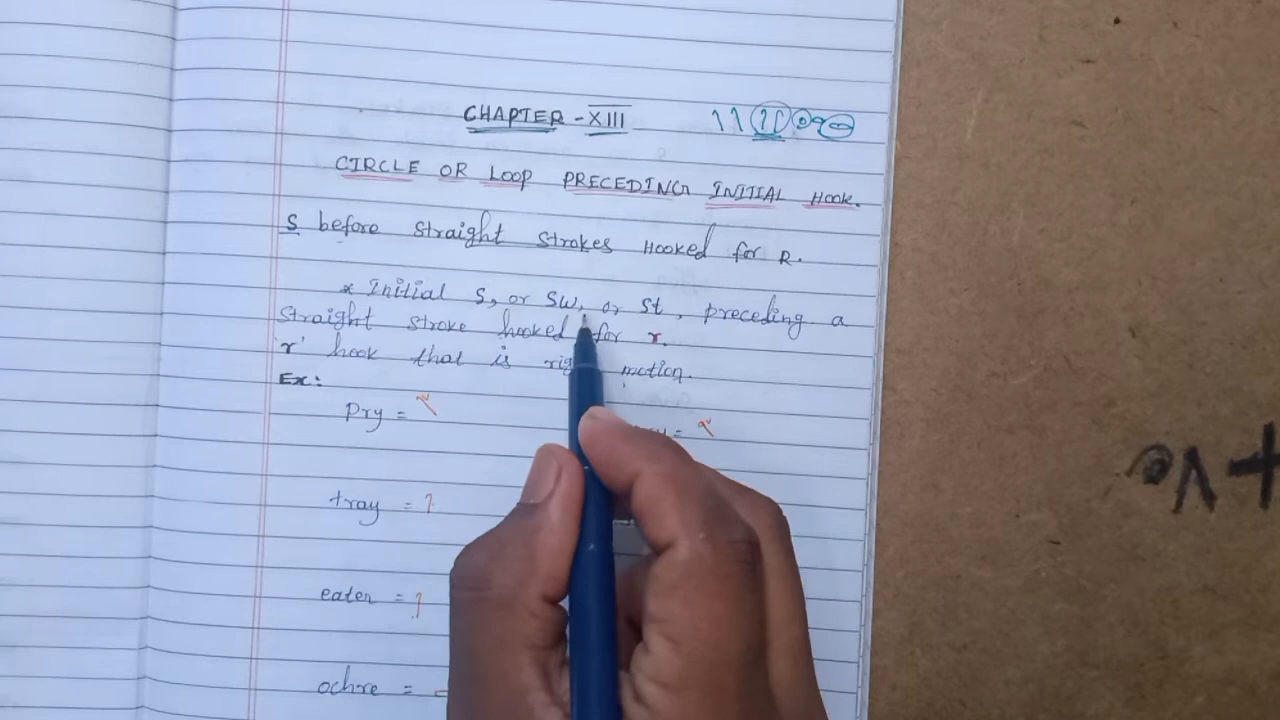 CHAPTER - XIII
CIRCLE OR LOOP PRECEDING INITIAL HOOK.
S before Straight Strokes Hooked for R.
* Initial S, or SW, or St, preceding a
Straight Stroke hooked for r.
'r' hook that is motion.
Ex:
Pry =
tray =
eater =
ochre =